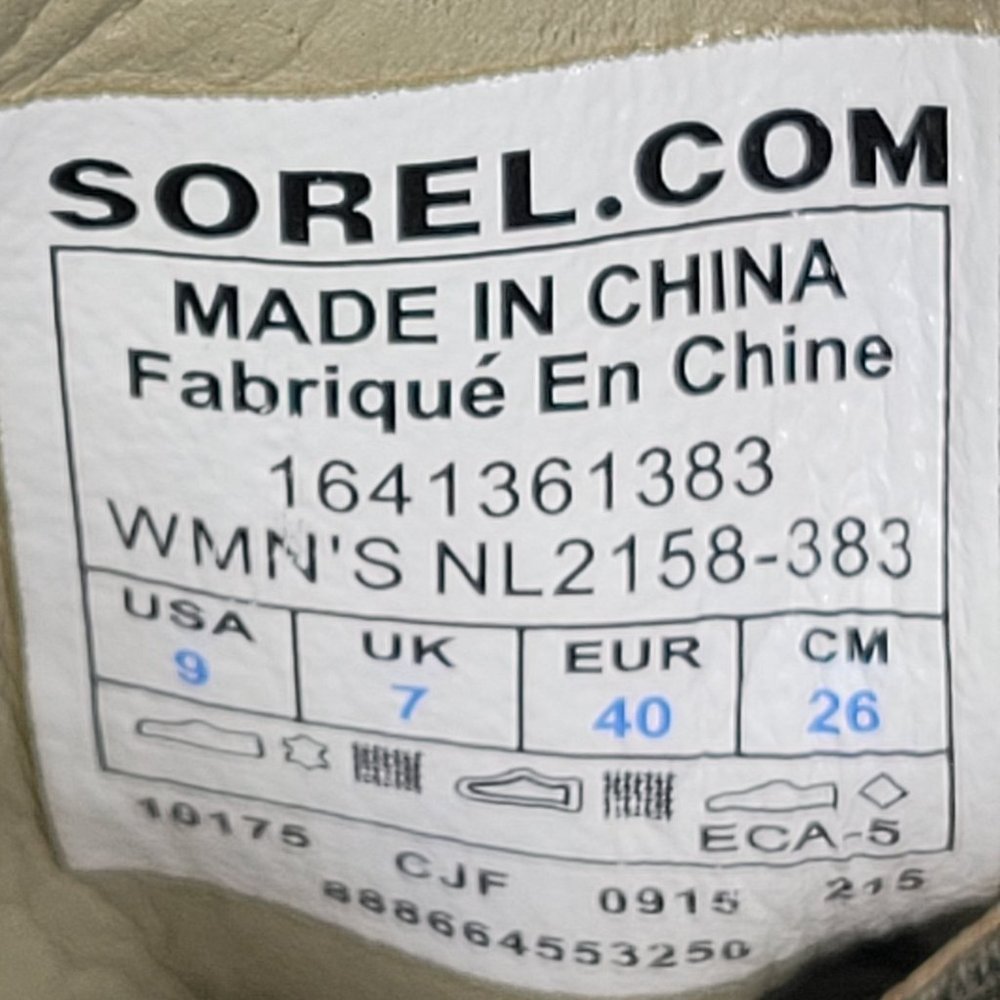 SOREL.COM
MADE IN CHINA
Fabriqué En Chine
1641361383
WMN'S NL2158-383
USA UK EUR CM
9 7 40 26
ECA-5
10175 CJF 0915 215
888664553250